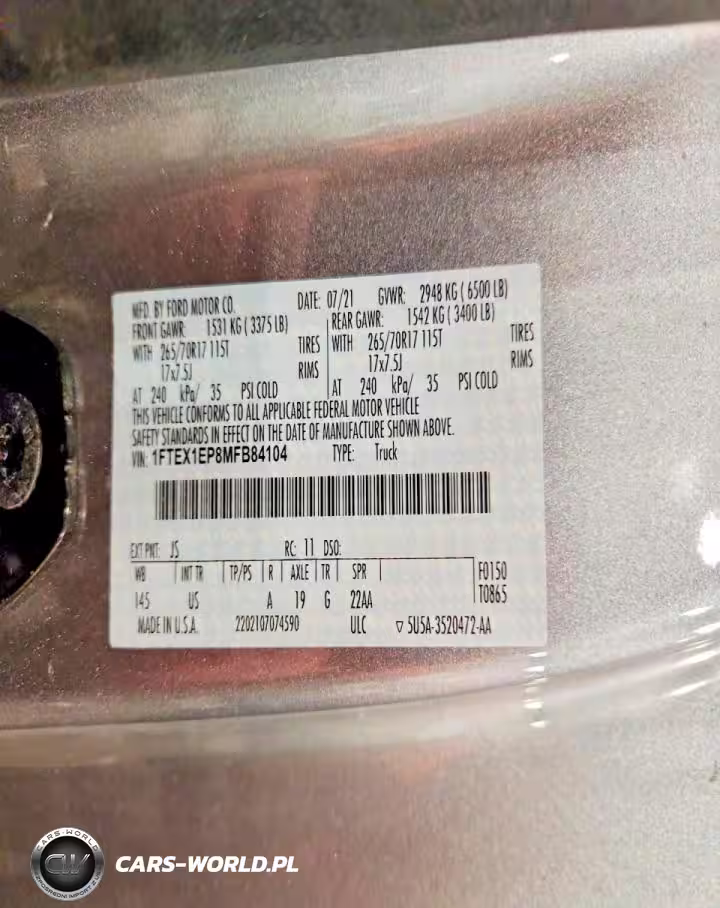 MFD. BY FORD MOTOR CO. DATE: 07/21 GVWR: 2948 KG ( 6500 LB)
FRONT GAWR: 1531 KG ( 3375 LB) REAR GAWR: 1542 KG ( 3400 LB)
WITH 265/70R17 115T TIRES WITH 265/70R17 115T TIRES
17x7.5J RIMS 17x7.5J RIMS
AT 240 kPa/ 35 PSI COLD AT 240 kPa/ 35 PSI COLD
THIS VEHICLE CONFORMS TO ALL APPLICABLE FEDERAL MOTOR VEHICLE
SAFETY STANDARDS IN EFFECT ON THE DATE OF MANUFACTURE SHOWN ABOVE.
VIN: 1FTEX1EP8MFB84104 TYPE: Truck
EXT PNT: JS RC: 11 DSO:
WB INT TR TP/PS R AXLE TR SPR F0150
145 US A 19 G 22AA T0865
MADE IN U.S.A. 2202107074590 ULC ▽ 5U5A-3520472-AA
CARS-WORLD
CW
CARS-WORLD.PL